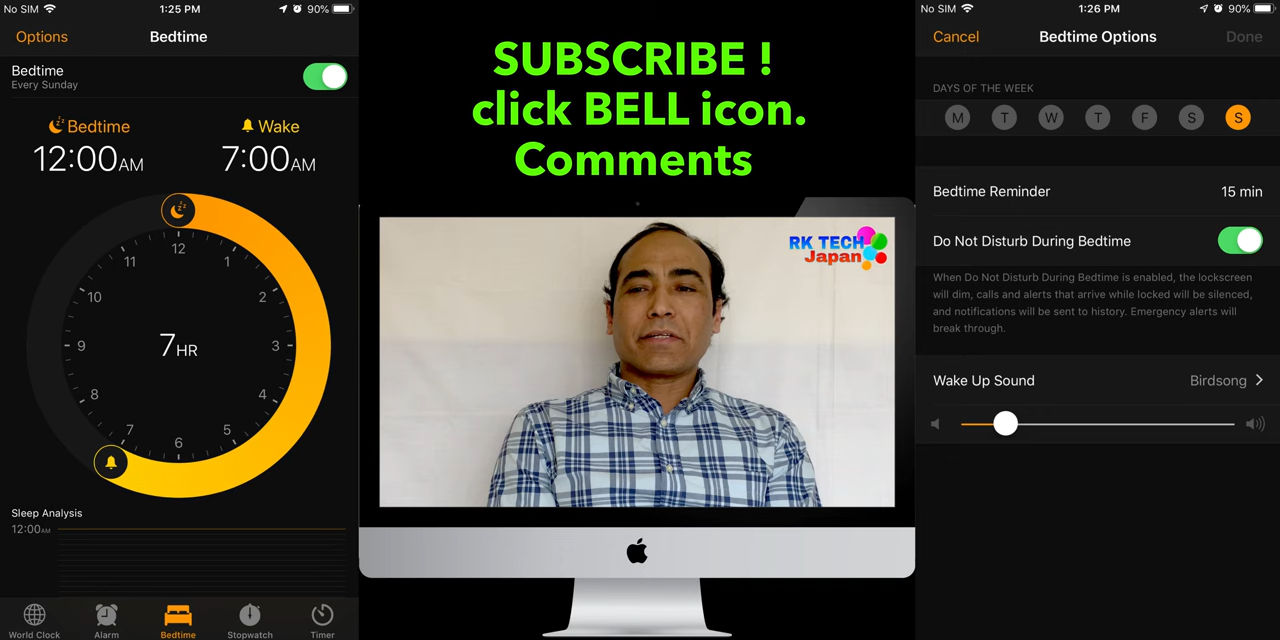 No SIM 1:25 PM 90%
Options Bedtime
Bedtime
Every Sunday
Bedtime Wake
12:00AM 7:00AM
12
11 1
10 2
9 7HR 3
8 4
7 5
6
Sleep Analysis
12:00AM
World Clock Alarm Bedtime Stopwatch Timer
SUBSCRIBE !
click BELL icon.
Comments
RK TECH
Japan
No SIM 1:26 PM 90%
Cancel Bedtime Options Done
DAYS OF THE WEEK
M T W T F S S
Bedtime Reminder 15 min
Do Not Disturb During Bedtime
When Do Not Disturb During Bedtime is enabled, the lockscreen
will dim, calls and alerts that arrive while locked will be silenced,
and notifications will be sent to history. Emergency alerts will
break through.
Wake Up Sound Birdsong